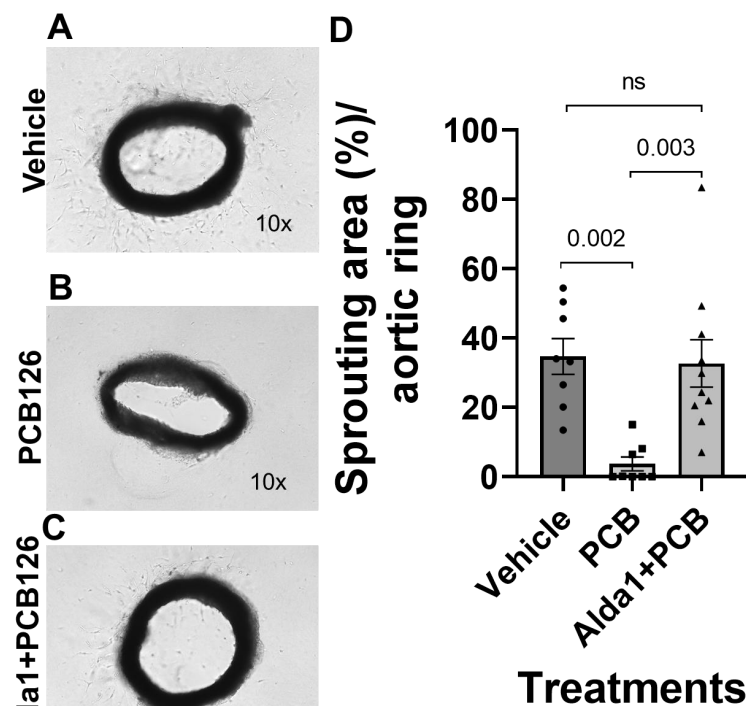 A
Vehicle
10x
B
PCB126
10x
C
da1+PCB126
D
Sprouting area (%)/
aortic ring
100
80
60
40
20
0
ns
0.003
0.002
Vehicle
PCB
Alda1+PCB
Treatments